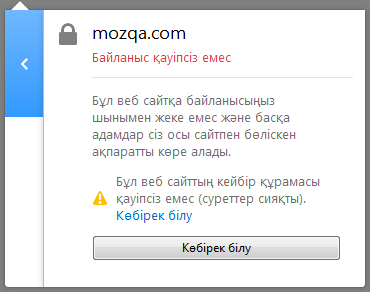 mozqa.com
Байланыс қауіпсіз емес
Бұл веб сайтқа байланысыңыз
шынымен жеке емес және басқа
адамдар сіз осы сайтпен бөліскен
ақпаратты көре алады.
Бұл веб сайттың кейбір құрамасы
қауіпсіз емес (суреттер сияқты).
Көбірек білу
Көбірек білу